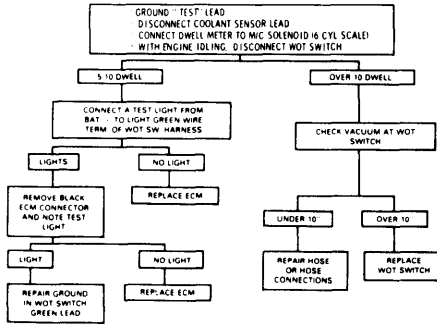 · GROUND "TEST" LEAD
· DISCONNECT COOLANT SENSOR LEAD
· CONNECT DWELL METER TO M/C SOLENOID (6 CYL SCALE)
· WITH ENGINE IDLING, DISCONNECT WOT SWITCH
5-10 DWELL
OVER 10 DWELL
CONNECT A TEST LIGHT FROM
BAT + TO LIGHT GREEN WIRE
TERM OF WOT SW HARNESS
CHECK VACUUM AT WOT
SWITCH
LIGHTS
NO LIGHT
REMOVE BLACK
ECM CONNECTOR
AND NOTE TEST
LIGHT
REPLACE ECM
UNDER 10"
OVER 10"
LIGHT
NO LIGHT
REPAIR HOSE
OR HOSE
CONNECTIONS
REPLACE
WOT SWITCH
REPAIR GROUND
IN WOT SWITCH
GREEN LEAD
REPLACE ECM